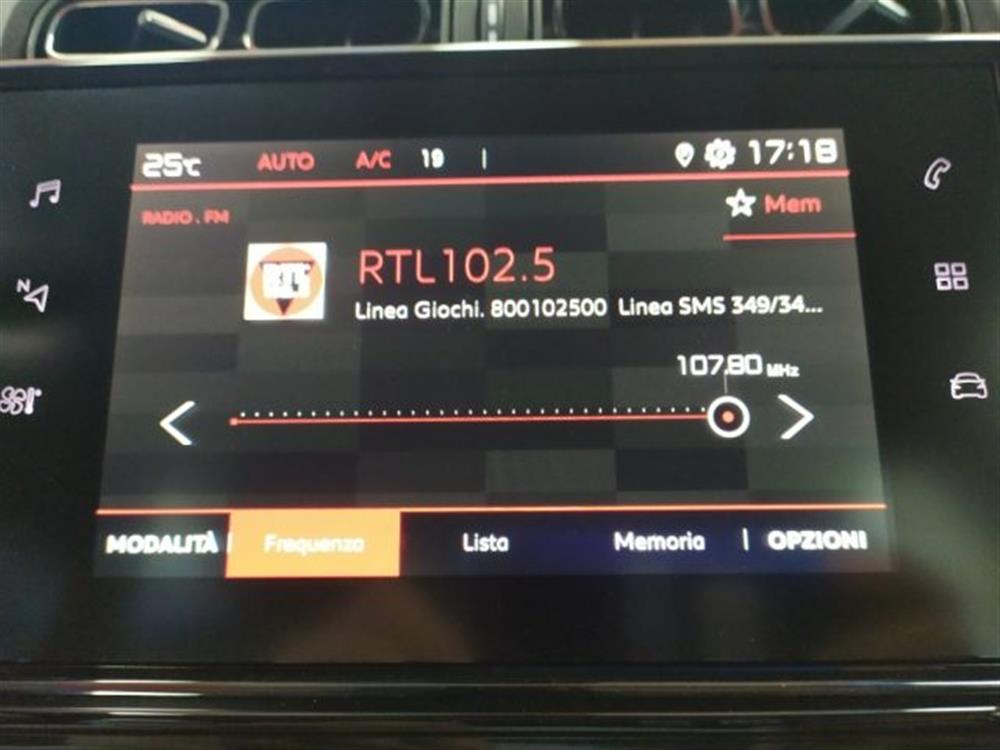 25°C AUTO A/C 19 17:18
RADIO . FM
Mem
RTL
RTL102.5
Linea Giochi. 800102500 Linea SMS 349/34...
107.80 MHz
N
MODALITÀ Frequenza Lista Memoria OPZIONI